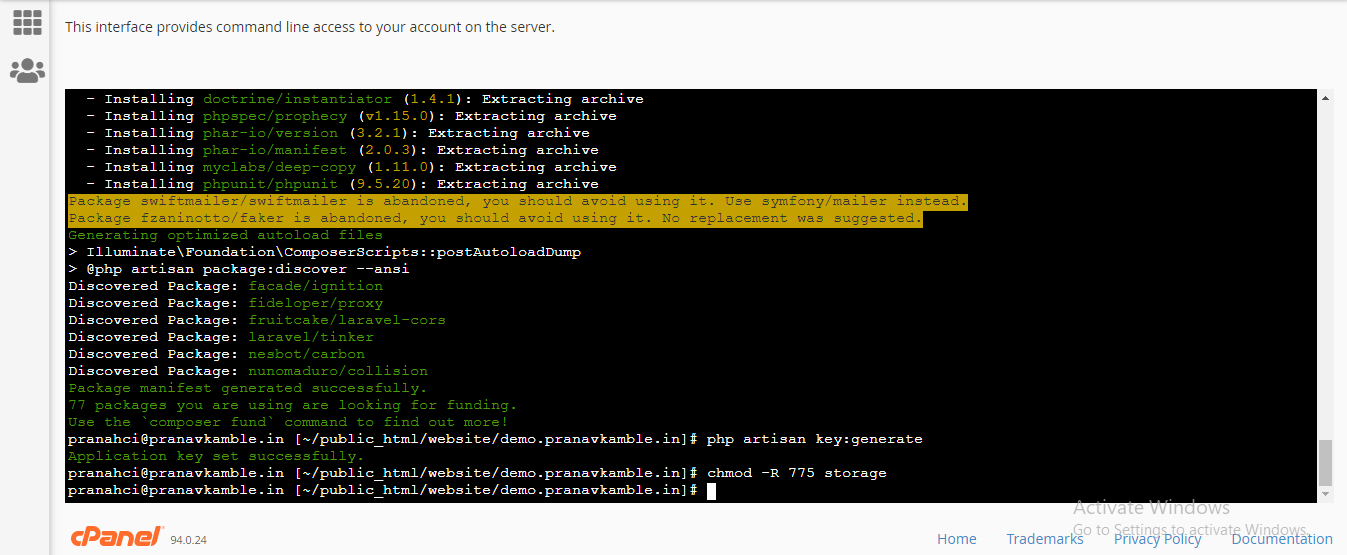 This interface provides command line access to your account on the server.
- Installing doctrine/instantiator (1.4.1): Extracting archive
- Installing phpspec/prophecy (v1.15.0): Extracting archive
- Installing phar-io/version (3.2.1): Extracting archive
- Installing phar-io/manifest (2.0.3): Extracting archive
- Installing myclabs/deep-copy (1.11.0): Extracting archive
- Installing phpunit/phpunit (9.5.20): Extracting archive
Package swiftmailer/swiftmailer is abandoned, you should avoid using it. Use symfony/mailer instead.
Package fzaninotto/faker is abandoned, you should avoid using it. No replacement was suggested.
Generating optimized autoload files
> Illuminate\Foundation\ComposerScripts::postAutoloadDump
> @php artisan package:discover --ansi
Discovered Package: facade/ignition
Discovered Package: fideloper/proxy
Discovered Package: fruitcake/laravel-cors
Discovered Package: laravel/tinker
Discovered Package: nesbot/carbon
Discovered Package: nunomaduro/collision
Package manifest generated successfully.
77 packages you are using are looking for funding.
Use the `composer fund` command to find out more!
pranahci@pranavkamble.in [~/public_html/website/demo.pranavkamble.in]# php artisan key:generate
Application key set successfully.
pranahci@pranavkamble.in [~/public_html/website/demo.pranavkamble.in]# chmod -R 775 storage
pranahci@pranavkamble.in [~/public_html/website/demo.pranavkamble.in]#
Activate Windows
Go to Settings to activate Windows.
cPanel 94.0.24
Home Trademarks Privacy Policy Documentation